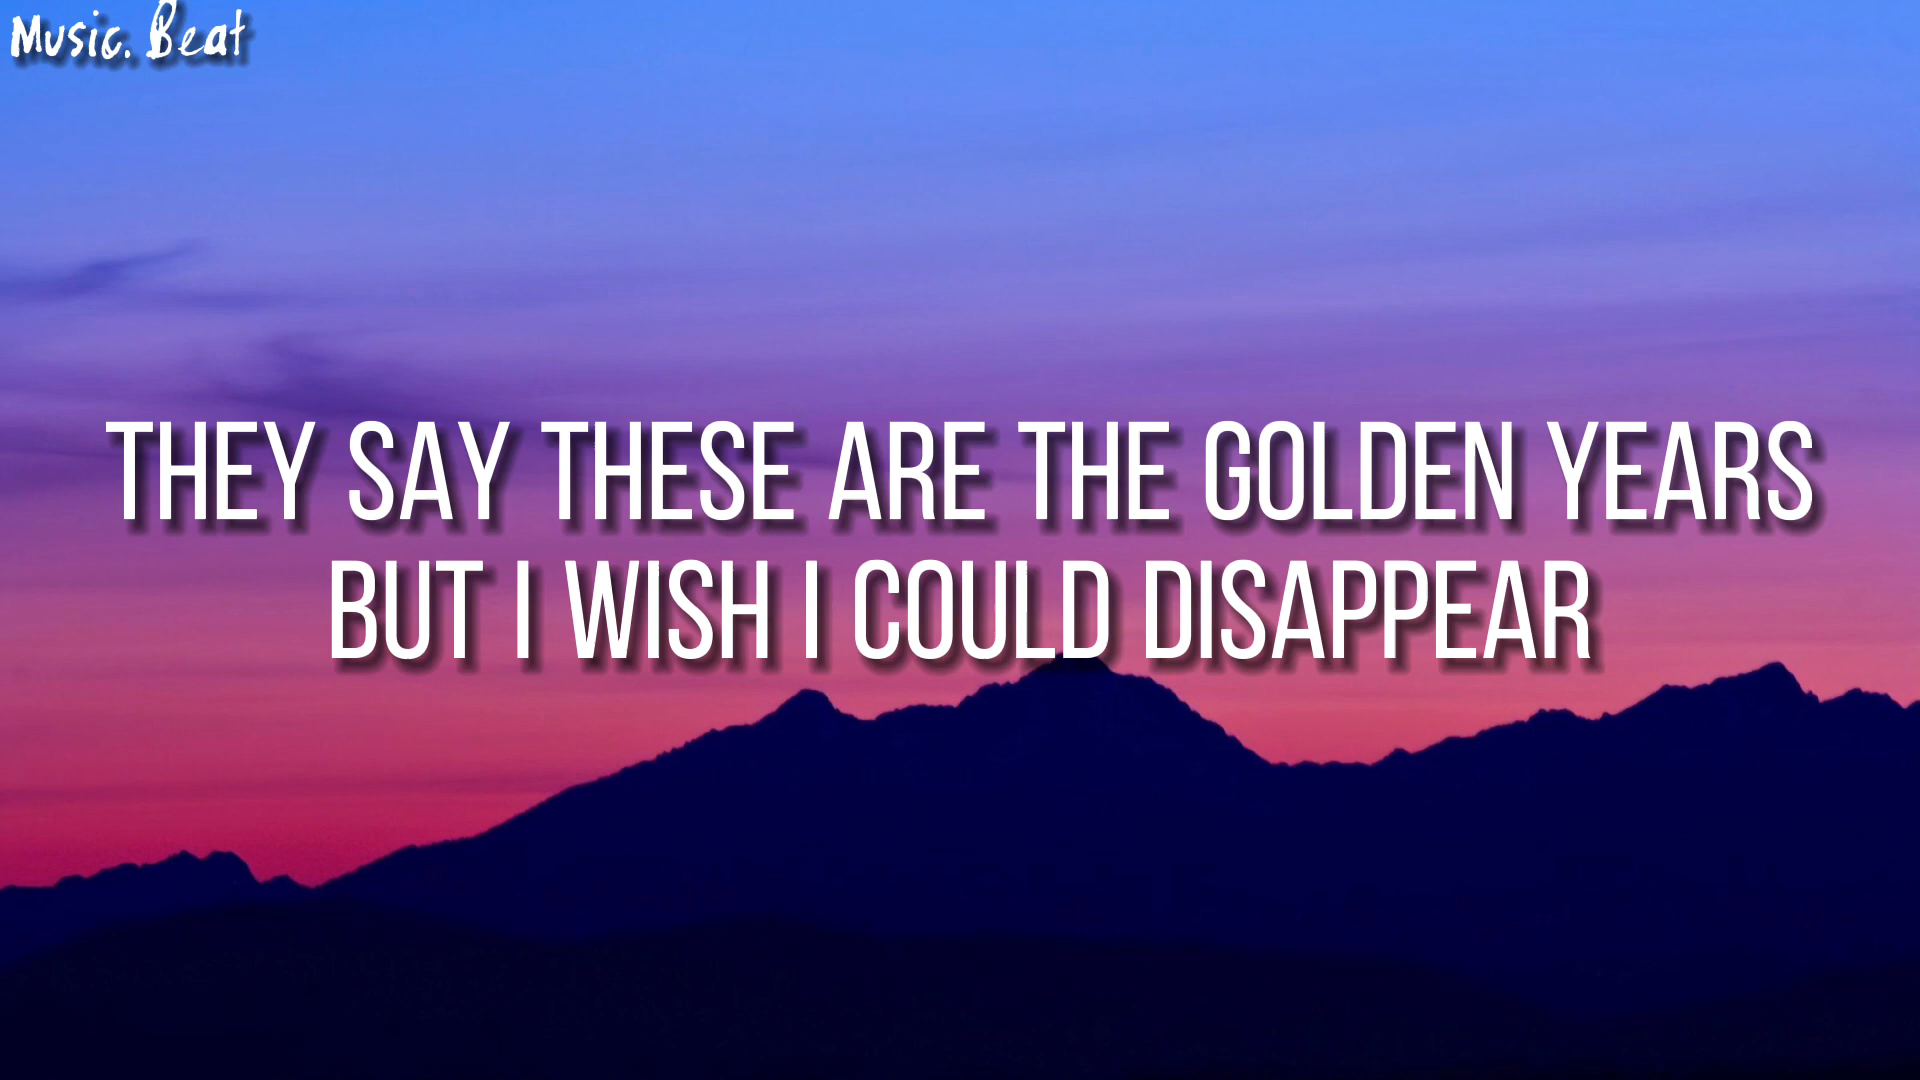 Music. Beat
THEY SAY THESE ARE THE GOLDEN YEARS
BUT I WISH I COULD DISAPPEAR